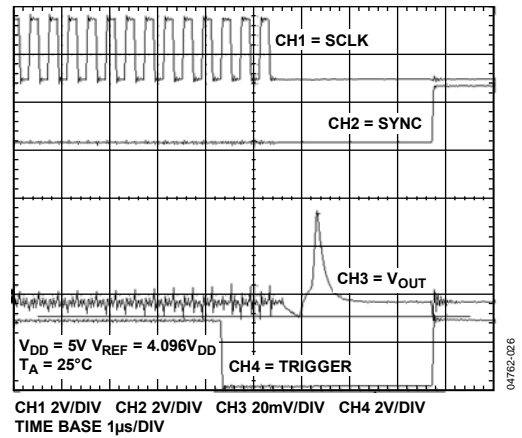 CH1 = SCLK
CH2 = SYNC
CH3 = VOUT
VDD = 5V VREF = 4.096VDD
TA = 25°C
CH4 = TRIGGER
CH1 2V/DIV CH2 2V/DIV CH3 20mV/DIV CH4 2V/DIV
TIME BASE 1µs/DIV
04762-026